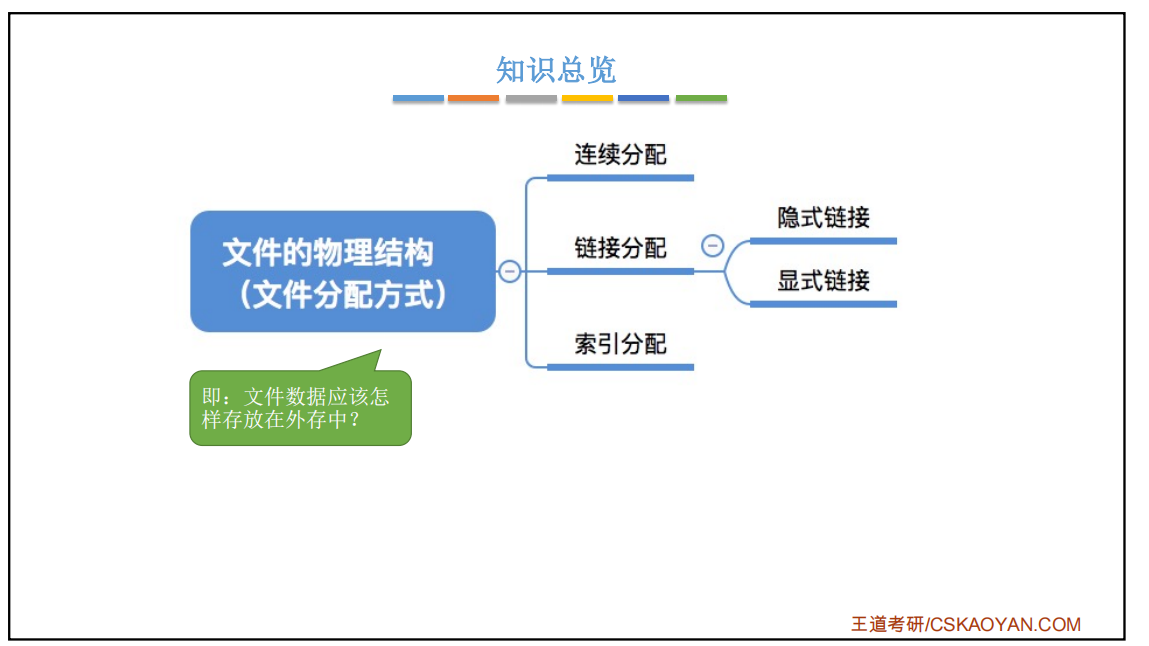 知识总览
连续分配
隐式链接
文件的物理结构
链接分配
（文件分配方式）
显式链接
索引分配
即：文件数据应该怎
样存放在外存中？
王道考研/CSKAOYAN.COM